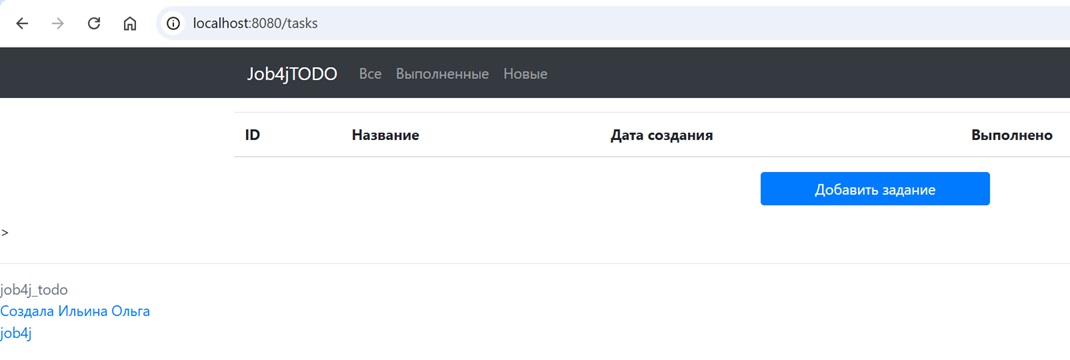 localhost:8080/tasks
Job4jTODO Все Выполненные Новые
ID Название Дата создания Выполнено
Добавить задание
>
job4j_todo
Создала Ильина Ольга
job4j